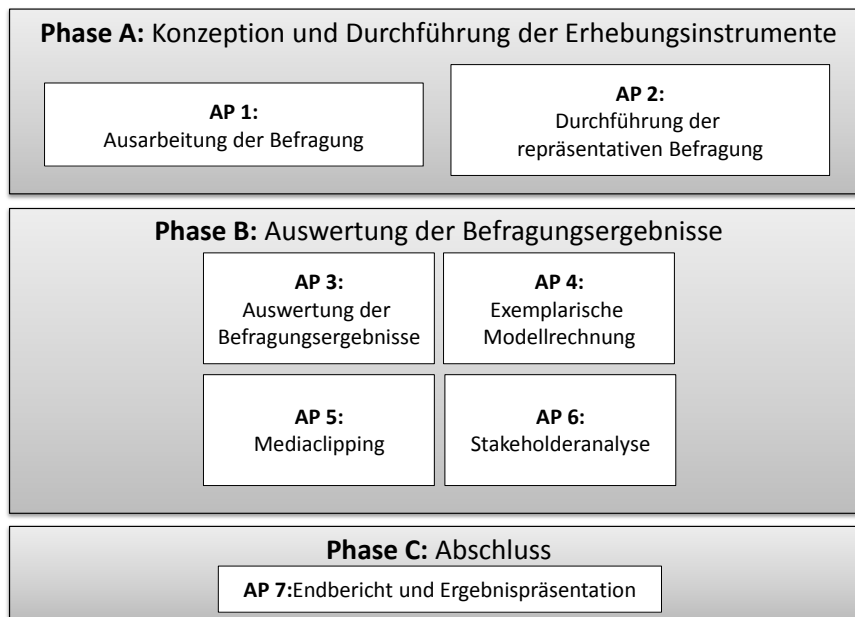 Phase A: Konzeption und Durchführung der Erhebungsinstrumente
AP 1:
Ausarbeitung der Befragung
AP 2:
Durchführung der
repräsentativen Befragung
Phase B: Auswertung der Befragungsergebnisse
AP 3:
Auswertung der
Befragungsergebnisse
AP 4:
Exemplarische
Modellrechnung
AP 5:
Mediaclipping
AP 6:
Stakeholderanalyse
Phase C: Abschluss
AP 7:Endbericht und Ergebnispräsentation